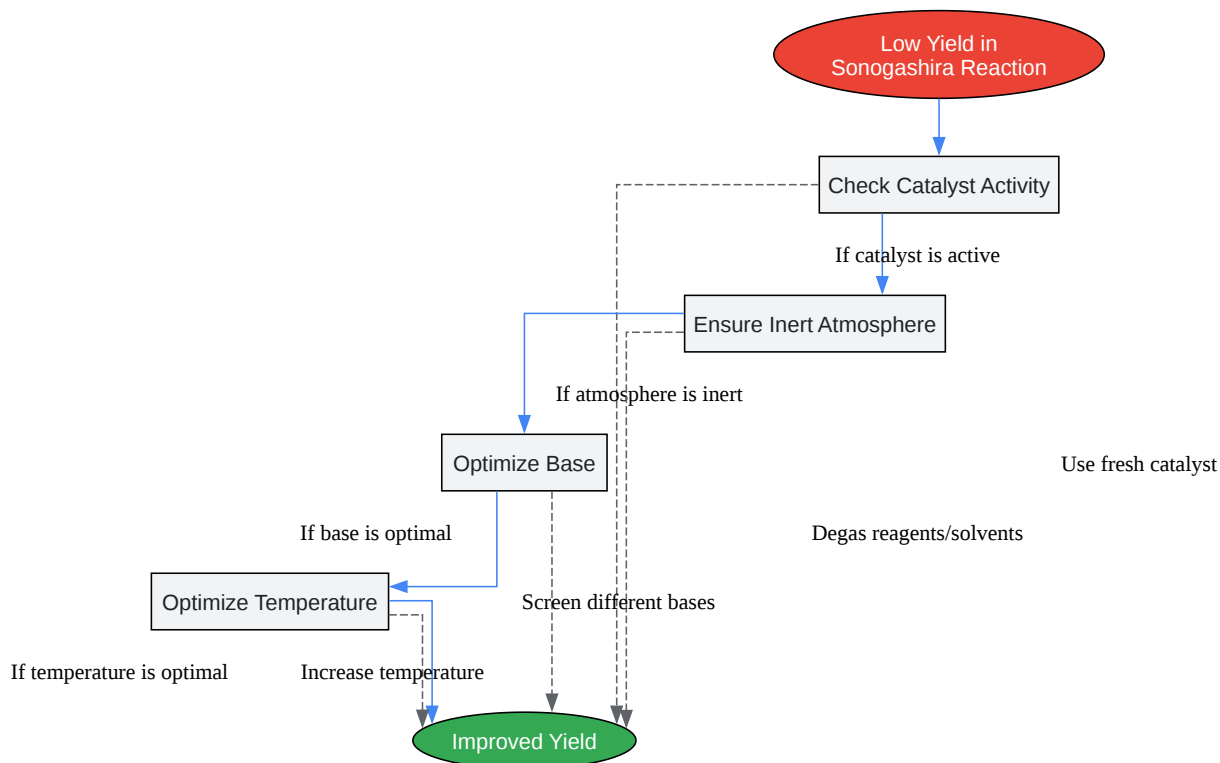 Low Yield in
Sonogashira Reaction
Check Catalyst Activity
If catalyst is active
Ensure Inert Atmosphere
If atmosphere is inert
Optimize Base
Use fresh catalyst
If base is optimal
Degas reagents/solvents
Optimize Temperature
Screen different bases
If temperature is optimal
Increase temperature
Improved Yield